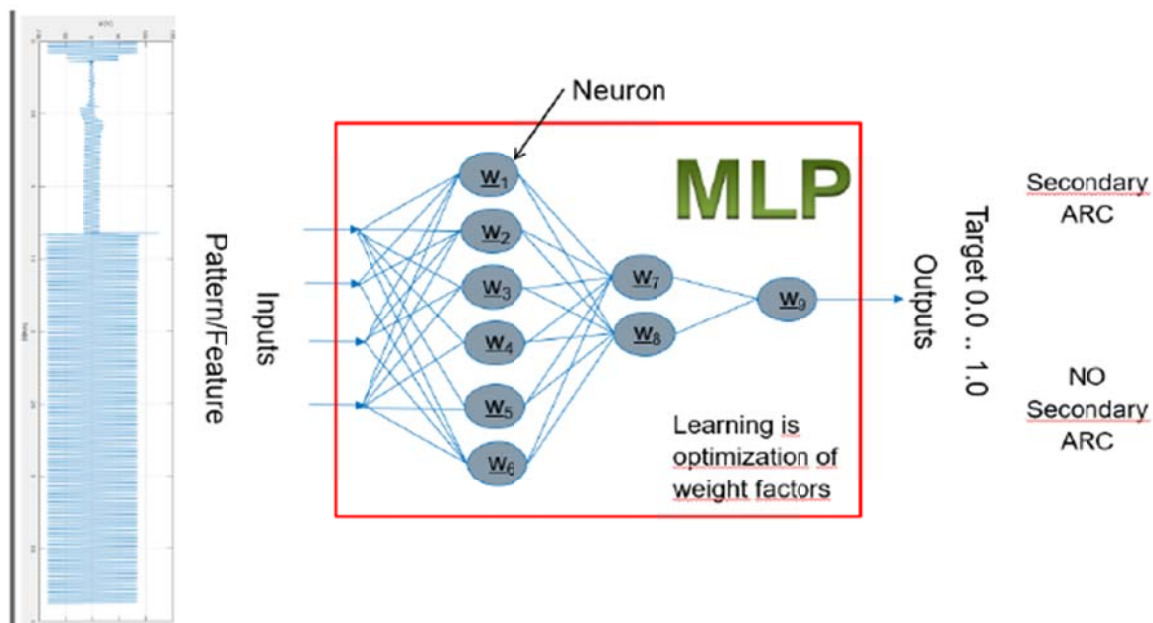 Neuron
MLP
w1
w2
w3
w4
w5
w6
w7
w8
w9
Pattern/Feature
Inputs
Outputs
Target 0.0 .. 1.0
Secondary
ARC
NO
Secondary
ARC
Learning is
optimization of
weight factors